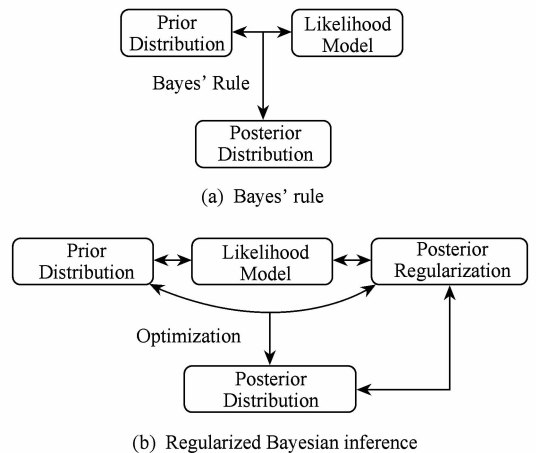 Prior
Distribution
Likelihood
Model
Bayes' Rule
Posterior
Distribution
(a) Bayes' rule
Prior
Distribution
Likelihood
Model
Posterior
Regularization
Optimization
Posterior
Distribution
(b) Regularized Bayesian inference